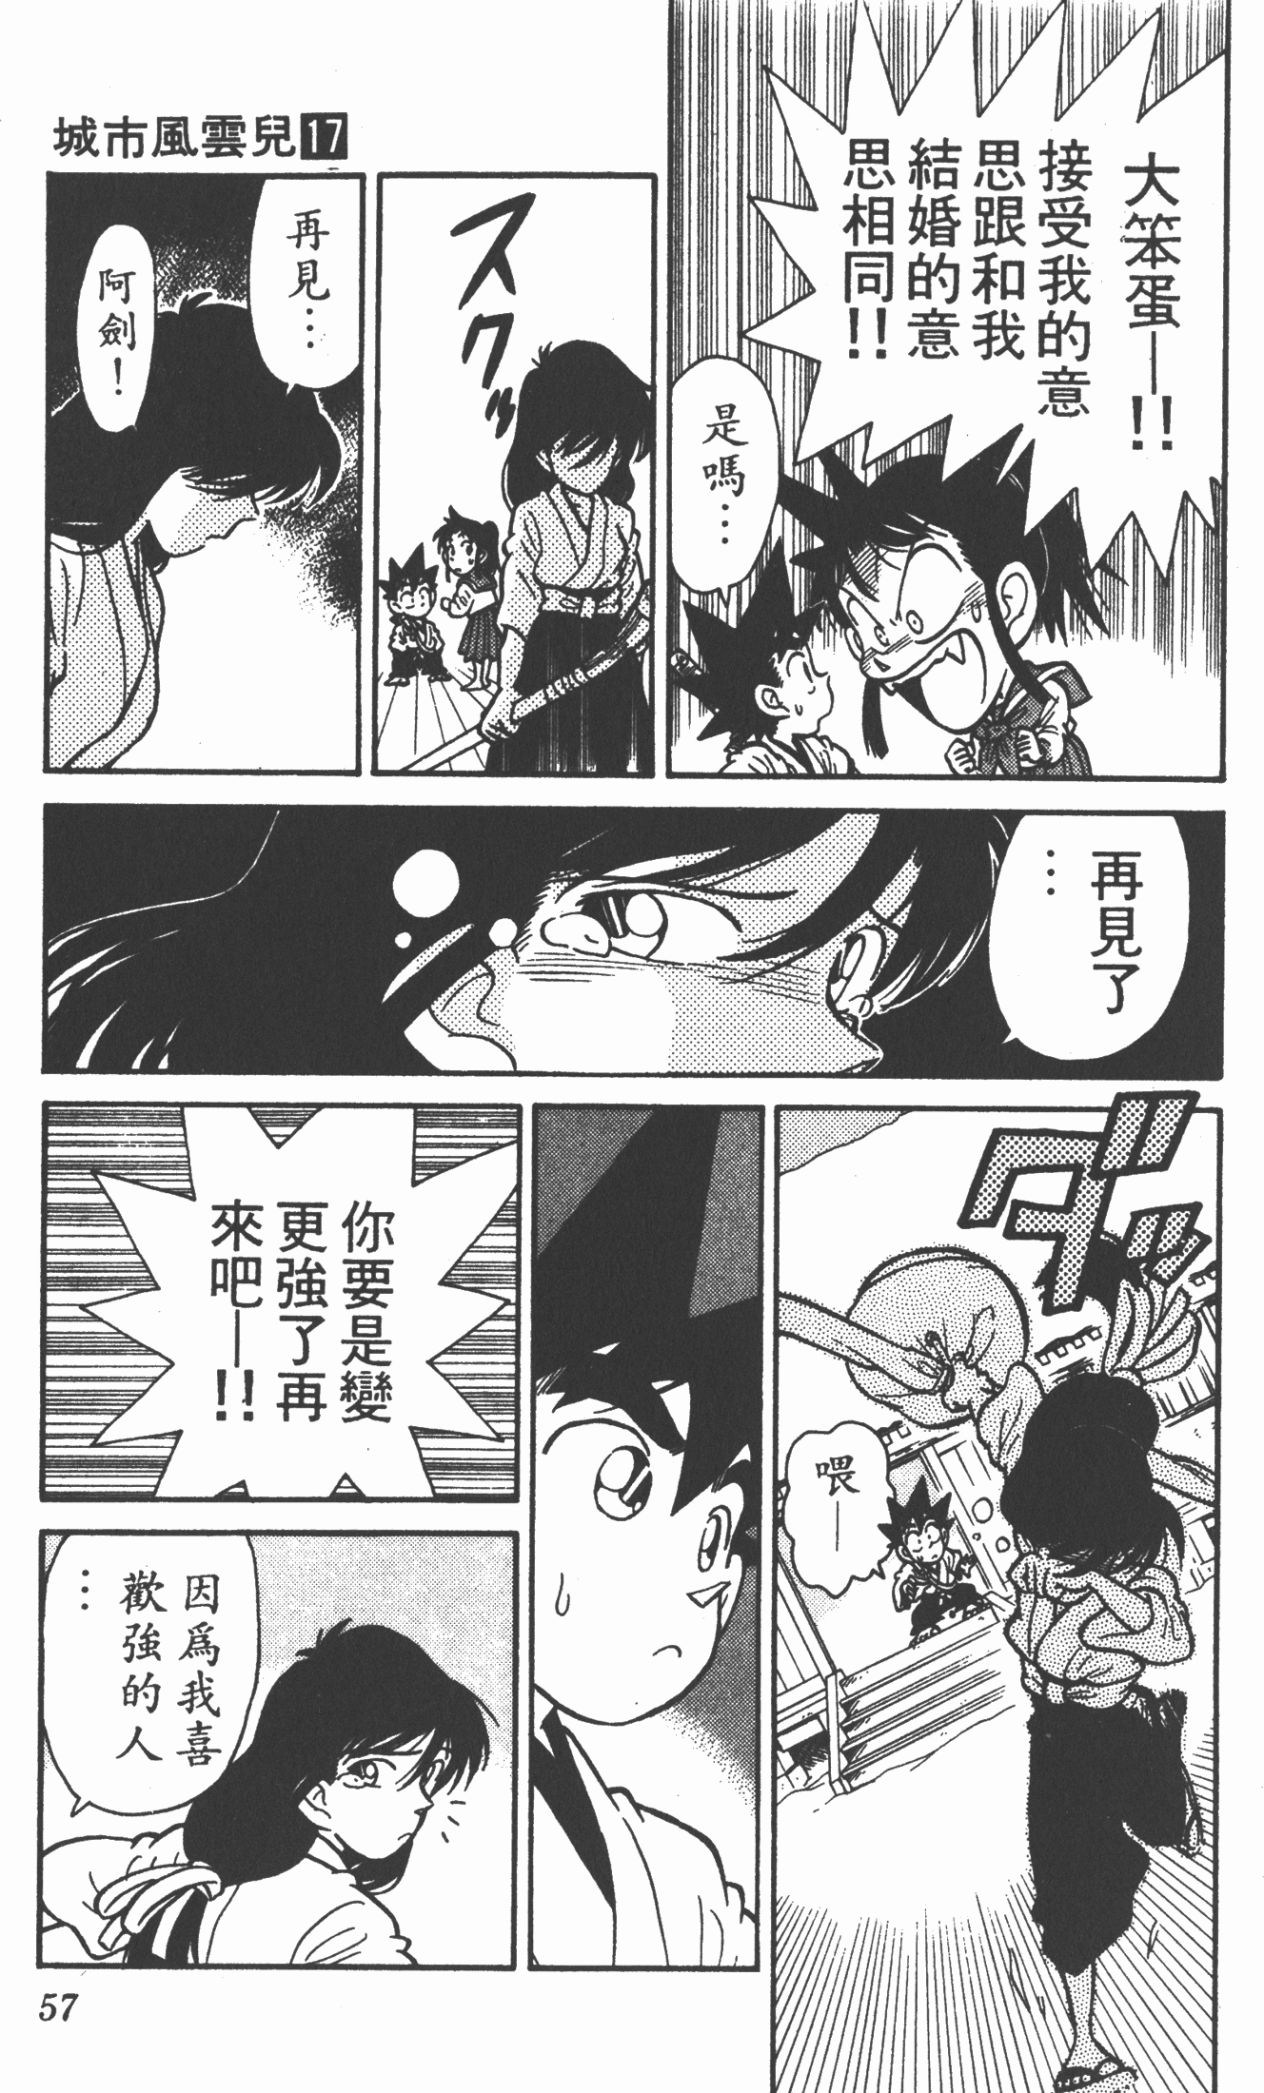 城市風雲兒17
大笨蛋—!!
接受我的意
思跟和我
結婚的意
思相同!!
是嗎…
スクッ
再見…
阿劍!
再見了
…
ダッ
喂—
你要是變
更強了再
來吧—!!
因爲我喜
歡強的人
…
57